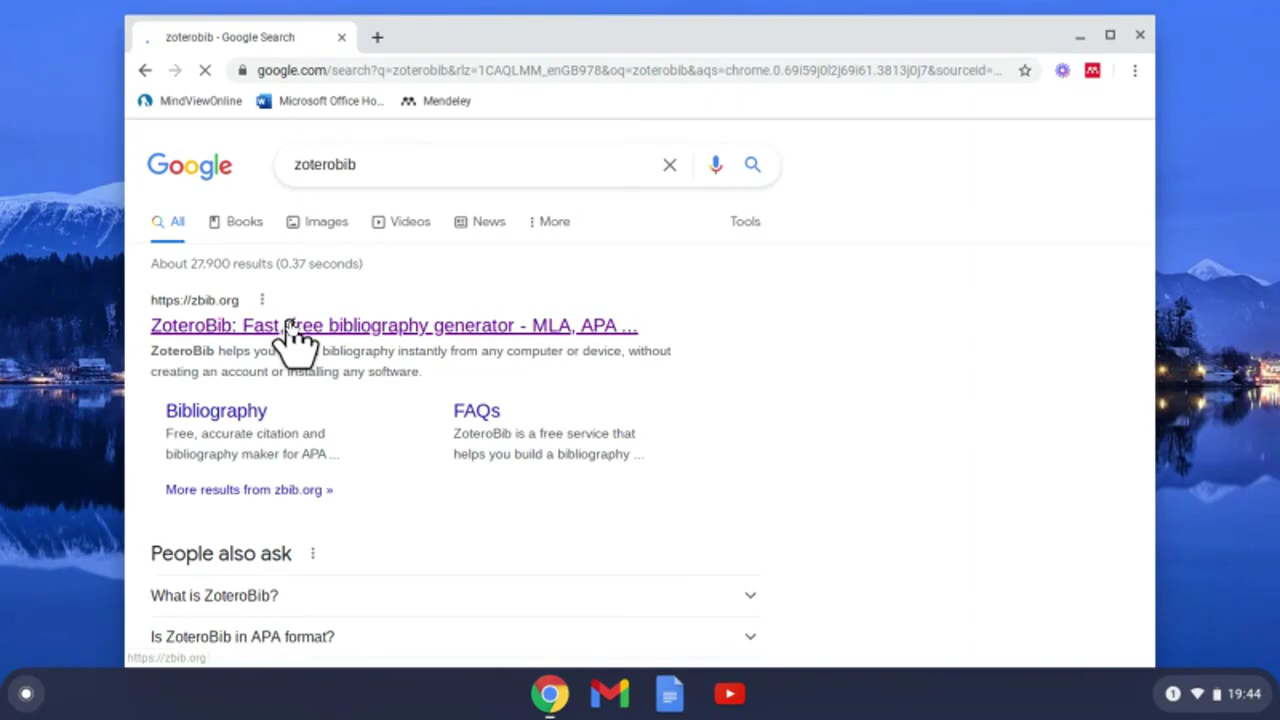 zoterobib - Google Search
google.com/search?q=zoterobib&rlz=1CAQLMM_enGB978&oq=zoterobib&aqs=chrome.0.69i59j0l2j69i61.3813j0j7&sourceid=...
MindViewOnline Microsoft Office Ho... Mendeley
Google zoterobib
All Books Images Videos News More Tools
About 27,900 results (0.37 seconds)
https://zbib.org
ZoteroBib: Fast, free bibliography generator - MLA, APA ...
ZoteroBib helps you bibliography instantly from any computer or device, without
creating an account or installing any software.
Bibliography FAQs
Free, accurate citation and ZoteroBib is a free service that
bibliography maker for APA ... helps you build a bibliography ...
More results from zbib.org »
People also ask
What is ZoteroBib?
Is ZoteroBib in APA format?
https://zbib.org
1 19:44